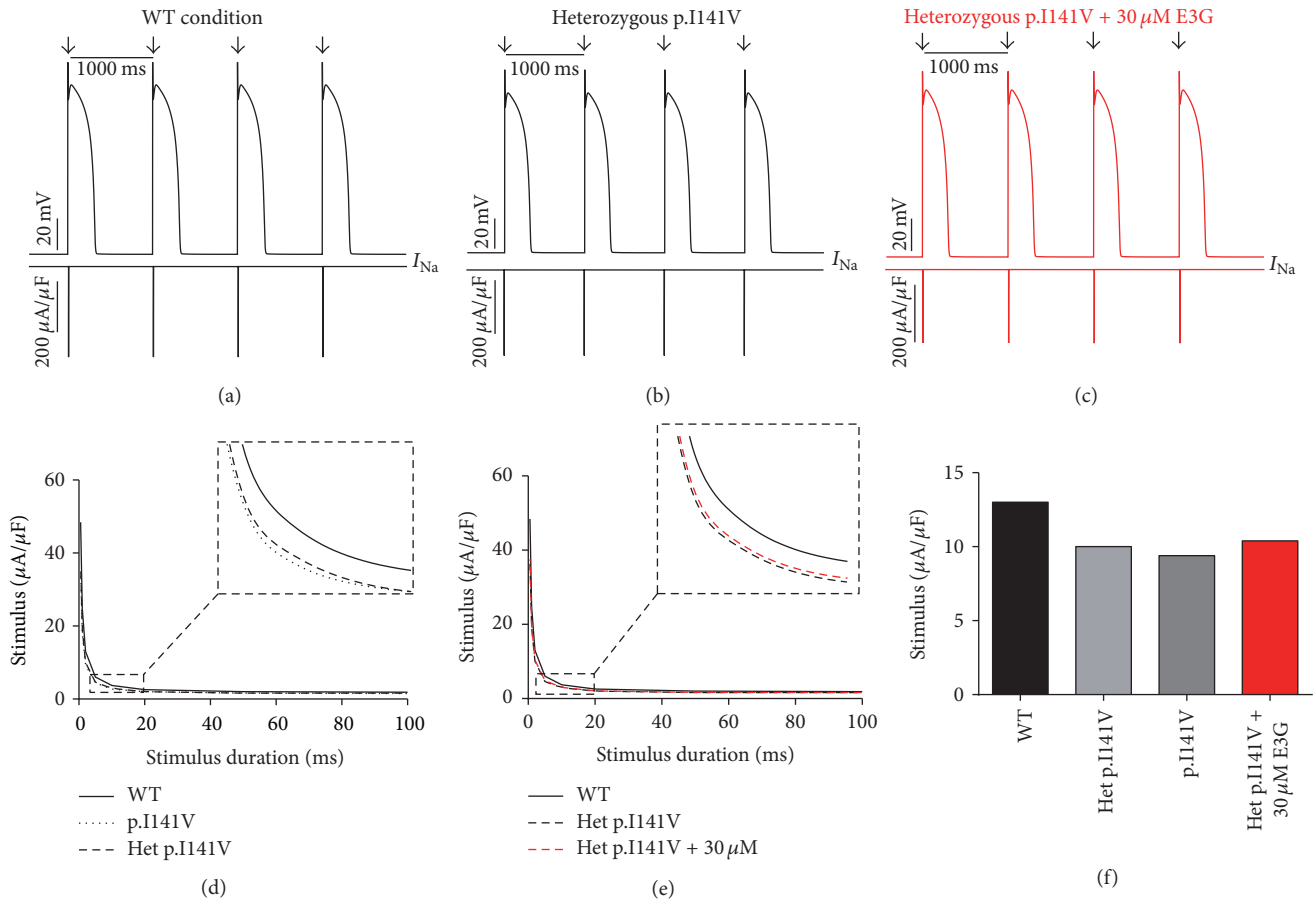 WT condition
1000 ms
20 mV
I_Na
200 μA/μF
(a)
Heterozygous p.I141V
1000 ms
20 mV
I_Na
200 μA/μF
(b)
Heterozygous p.I141V + 30 μM E3G
1000 ms
20 mV
I_Na
200 μA/μF
(c)
Stimulus (μA/μF)
60
40
20
0
0 20 40 60 80 100
Stimulus duration (ms)
WT
p.I141V
Het p.I141V
(d)
Stimulus (μA/μF)
60
40
20
0
0 20 40 60 80 100
Stimulus duration (ms)
WT
Het p.I141V
Het p.I141V + 30 μM
(e)
Stimulus (μA/μF)
15
10
5
0
WT
Het p.I141V
p.I141V
Het p.I141V +
30 μM E3G
(f)